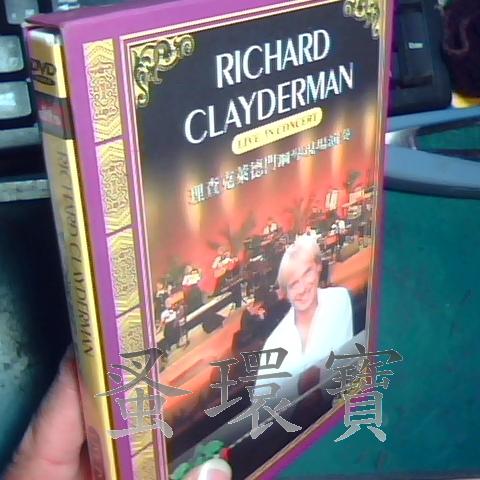 RICHARD
CLAYDERMAN
LIVE IN CONCERT
理查克萊德門鋼琴現場演奏
DVD
RICHARD CLAYDERMAN
蚤環寶